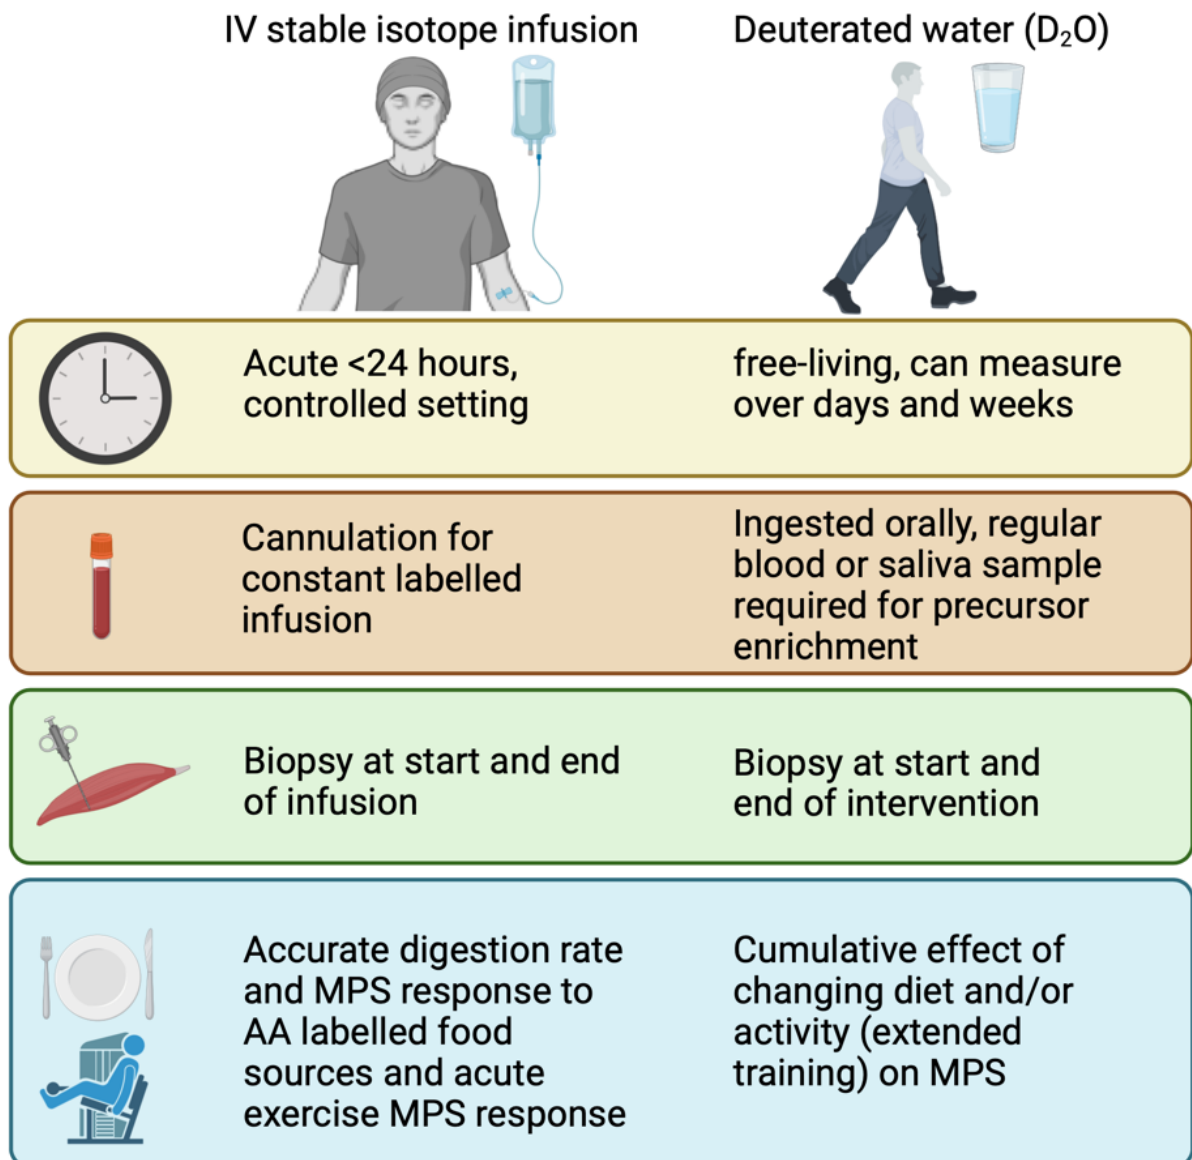 IV stable isotope infusion
Deuterated water (D₂O)
Acute <24 hours,
controlled setting
free-living, can measure
over days and weeks
Cannulation for
constant labelled
infusion
Ingested orally, regular
blood or saliva sample
required for precursor
enrichment
Biopsy at start and end
of infusion
Biopsy at start and
end of intervention
Accurate digestion rate
and MPS response to
AA labelled food
sources and acute
exercise MPS response
Cumulative effect of
changing diet and/or
activity (extended
training) on MPS